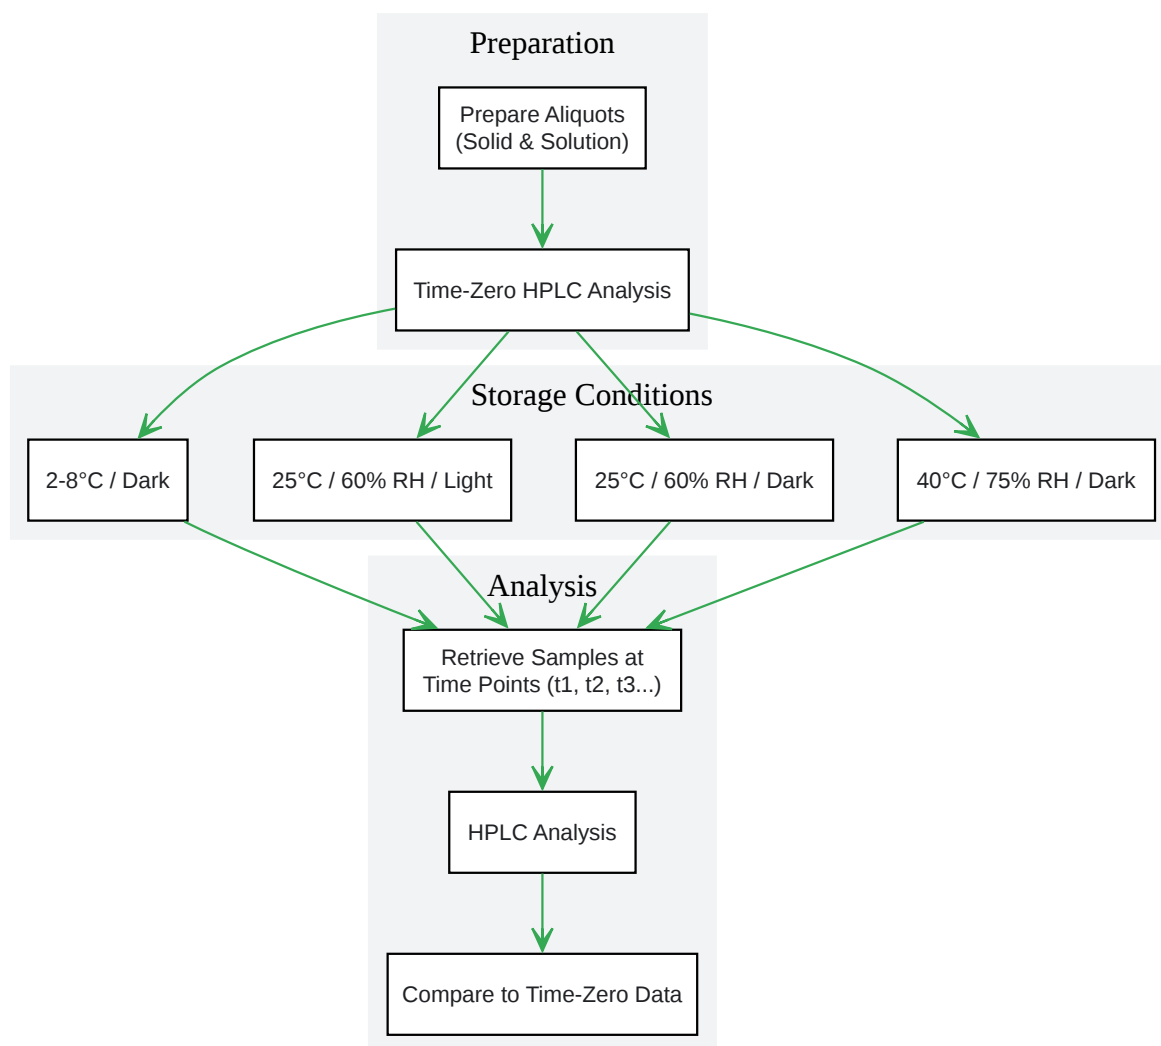 Preparation
Prepare Aliquots
(Solid & Solution)
Time-Zero HPLC Analysis
Storage Conditions
2-8°C / Dark
25°C / 60% RH / Light
25°C / 60% RH / Dark
40°C / 75% RH / Dark
Analysis
Retrieve Samples at
Time Points (t1, t2, t3...)
HPLC Analysis
Compare to Time-Zero Data